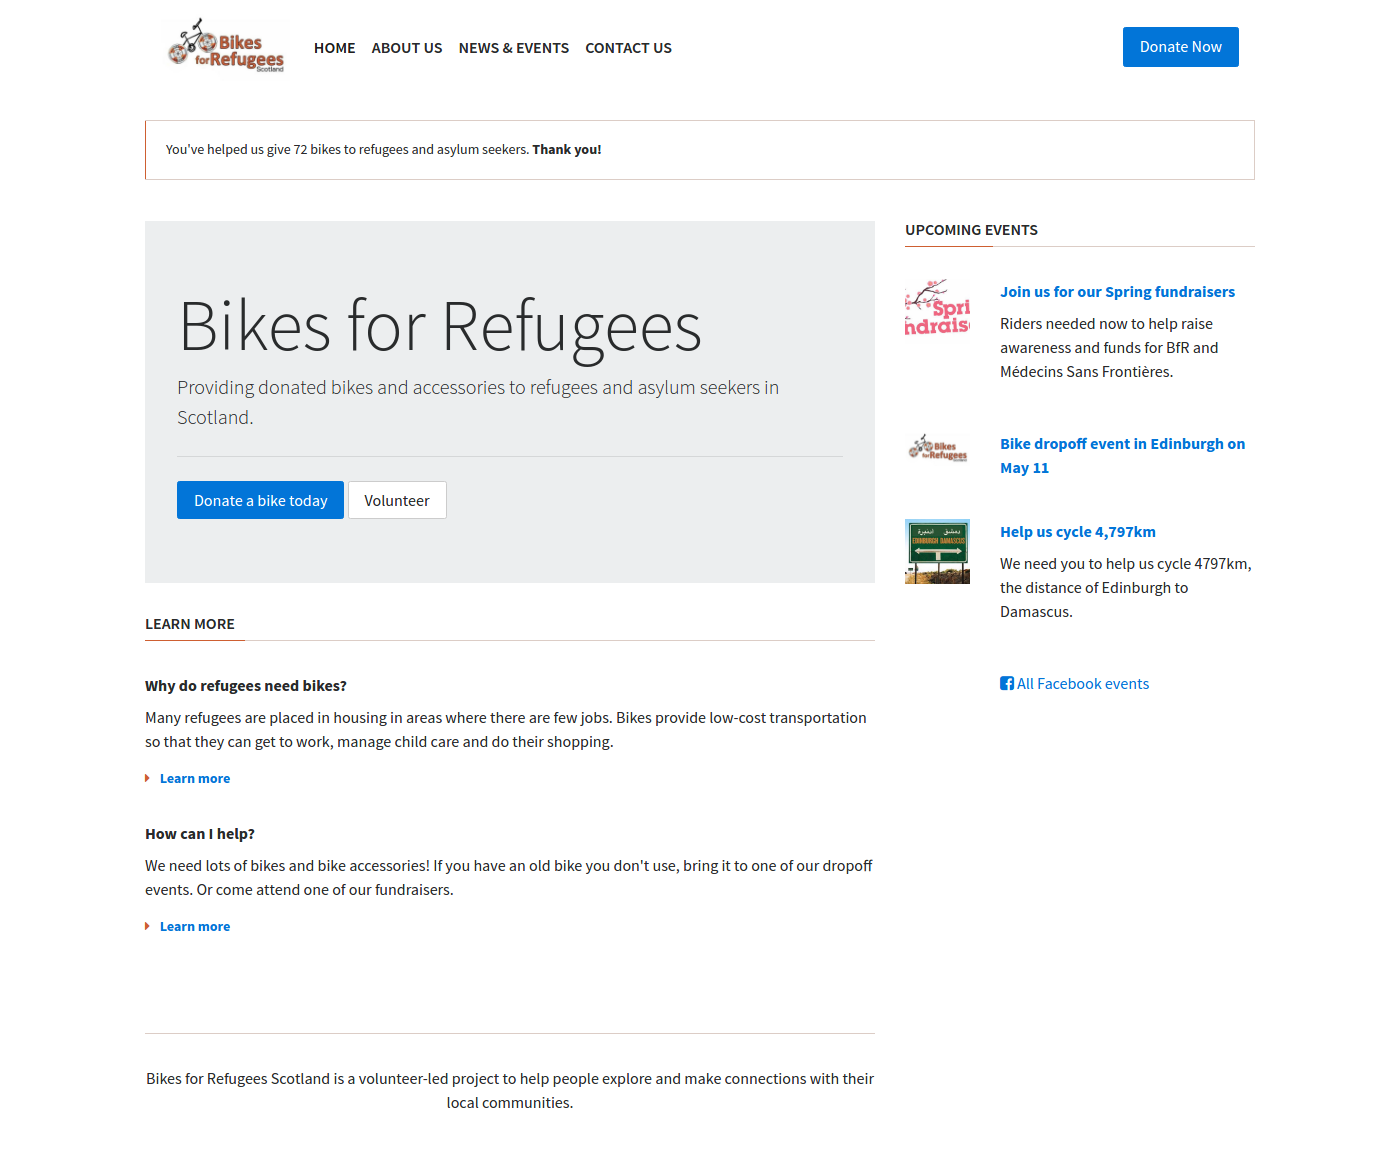 Bikes
for Refugees
Scotland
HOME ABOUT US NEWS & EVENTS CONTACT US
Donate Now
You've helped us give 72 bikes to refugees and asylum seekers. Thank you!
Bikes for Refugees
Providing donated bikes and accessories to refugees and asylum seekers in
Scotland.
Donate a bike today
Volunteer
LEARN MORE
Why do refugees need bikes?
Many refugees are placed in housing in areas where there are few jobs. Bikes provide low-cost transportation
so that they can get to work, manage child care and do their shopping.
Learn more
How can I help?
We need lots of bikes and bike accessories! If you have an old bike you don't use, bring it to one of our dropoff
events. Or come attend one of our fundraisers.
Learn more
Bikes for Refugees Scotland is a volunteer-led project to help people explore and make connections with their
local communities.
UPCOMING EVENTS
Spri
ndrais
Join us for our Spring fundraisers
Riders needed now to help raise
awareness and funds for BfR and
Médecins Sans Frontières.
Bikes
for Refugees
Bike dropoff event in Edinburgh on
May 11
EDINBURGH DAMASCUS
Help us cycle 4,797km
We need you to help us cycle 4797km,
the distance of Edinburgh to
Damascus.
All Facebook events